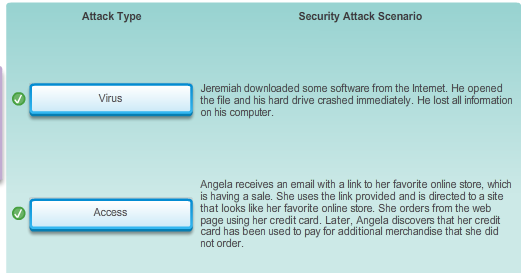 Attack Type
Security Attack Scenario
Virus
Jeremiah downloaded some software from the Internet. He opened
the file and his hard drive crashed immediately. He lost all information
on his computer.
Access
Angela receives an email with a link to her favorite online store, which
is having a sale. She uses the link provided and is directed to a site
that looks like her favorite online store. She orders from the web
page using her credit card. Later, Angela discovers that her credit
card has been used to pay for additional merchandise that she did
not order.